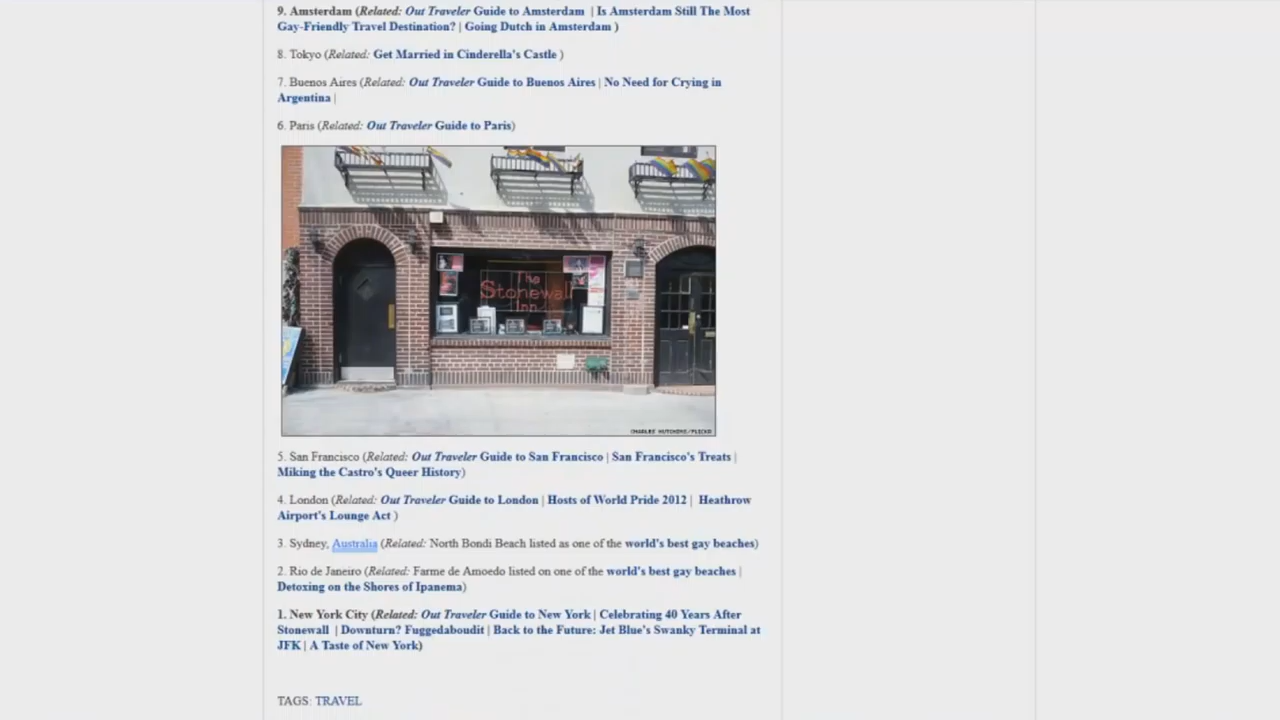 9. Amsterdam (Related: Out Traveler Guide to Amsterdam | Is Amsterdam Still The Most
Gay-Friendly Travel Destination? | Going Dutch in Amsterdam )
8. Tokyo (Related: Get Married in Cinderella's Castle )
7. Buenos Aires (Related: Out Traveler Guide to Buenos Aires | No Need for Crying in
Argentina |
6. Paris (Related: Out Traveler Guide to Paris)
The
Stonewall
Inn
CHARLES HUTCHINS/FLICKR
5. San Francisco (Related: Out Traveler Guide to San Francisco | San Francisco's Treats |
Miking the Castro's Queer History)
4. London (Related: Out Traveler Guide to London | Hosts of World Pride 2012 | Heathrow
Airport's Lounge Act )
3. Sydney, Australia (Related: North Bondi Beach listed as one of the world's best gay beaches)
2. Rio de Janeiro (Related: Farme de Amoedo listed on one of the world's best gay beaches |
Detoxing on the Shores of Ipanema)
1. New York City (Related: Out Traveler Guide to New York | Celebrating 40 Years After
Stonewall | Downturn? Fuggedaboudit | Back to the Future: Jet Blue's Swanky Terminal at
JFK | A Taste of New York)
TAGS: TRAVEL